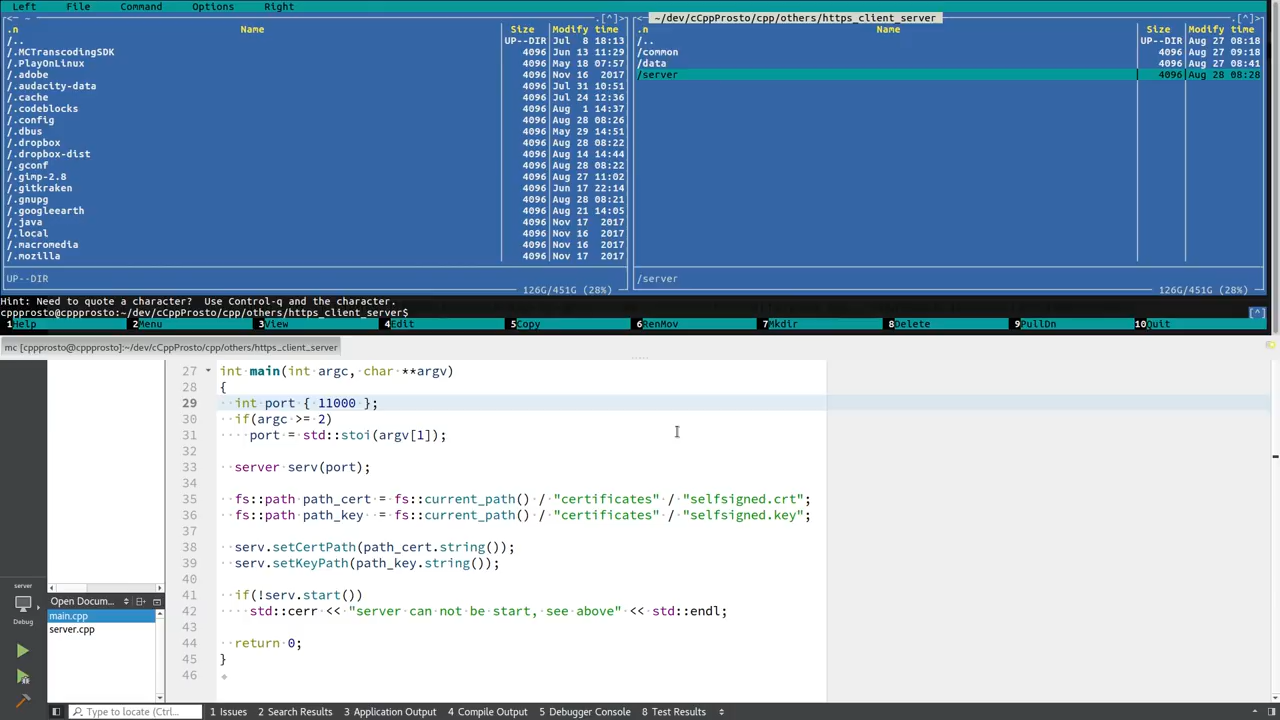 Left File Command Options Right
<─ ~ .[^]>
.n Name Size Modify time
/.. UP--DIR Jul 8 18:13
/.MCTranscodingSDK 4096 Jun 13 11:29
/.PlayOnLinux 4096 May 18 07:57
/.adobe 4096 Nov 16 2017
/.audacity-data 4096 Jul 31 10:51
/.cache 4096 Jul 24 12:36
/.codeblocks 4096 Aug 1 14:37
/.config 4096 Aug 28 08:26
/.dbus 4096 May 29 14:51
/.dropbox 4096 Aug 28 08:22
/.dropbox-dist 4096 Aug 14 14:44
/.gconf 4096 Aug 28 08:22
/.gimp-2.8 4096 Aug 27 11:02
/.gitkraken 4096 Jun 17 22:14
/.gnupg 4096 Aug 28 08:21
/.googleearth 4096 Aug 21 14:05
/.java 4096 Nov 17 2017
/.local 4096 Nov 16 2017
/.macromedia 4096 Nov 16 2017
/.mozilla 4096 Nov 17 2017
UP--DIR
126G/451G (28%)
<─ ~/dev/cCppProsto/cpp/others/https_client_server .[^]>
.n Name Size Modify time
/.. UP--DIR Aug 27 08:18
/common 4096 Aug 27 09:18
/data 4096 Aug 27 08:41
/server 4096 Aug 28 08:28
/server
126G/451G (28%)
Hint: Need to quote a character? Use Control-q and the character.
cppprosto@cppprosto:~/dev/cCppProsto/cpp/others/https_client_server$ [^]
1Help 2Menu 3View 4Edit 5Copy 6RenMov 7Mkdir 8Delete 9PullDn 10Quit
mc [cppprosto@cppprosto]:~/dev/cCppProsto/cpp/others/https_client_server
27 int main(int argc, char **argv)
28 {
29 int port { 11000 };
30 if(argc >= 2)
31 port = std::stoi(argv[1]);
32
33 server serv(port);
34
35 fs::path path_cert = fs::current_path() / "certificates" / "selfsigned.crt";
36 fs::path path_key = fs::current_path() / "certificates" / "selfsigned.key";
37
38 serv.setCertPath(path_cert.string());
39 serv.setKeyPath(path_key.string());
40
41 if(!serv.start())
42 std::cerr << "server can not be start, see above" << std::endl;
43
44 return 0;
45 }
46
server
Debug
Open Docum...
main.cpp
server.cpp
Type to locate (Ctrl... 1 Issues 2 Search Results 3 Application Output 4 Compile Output 5 Debugger Console 8 Test Results